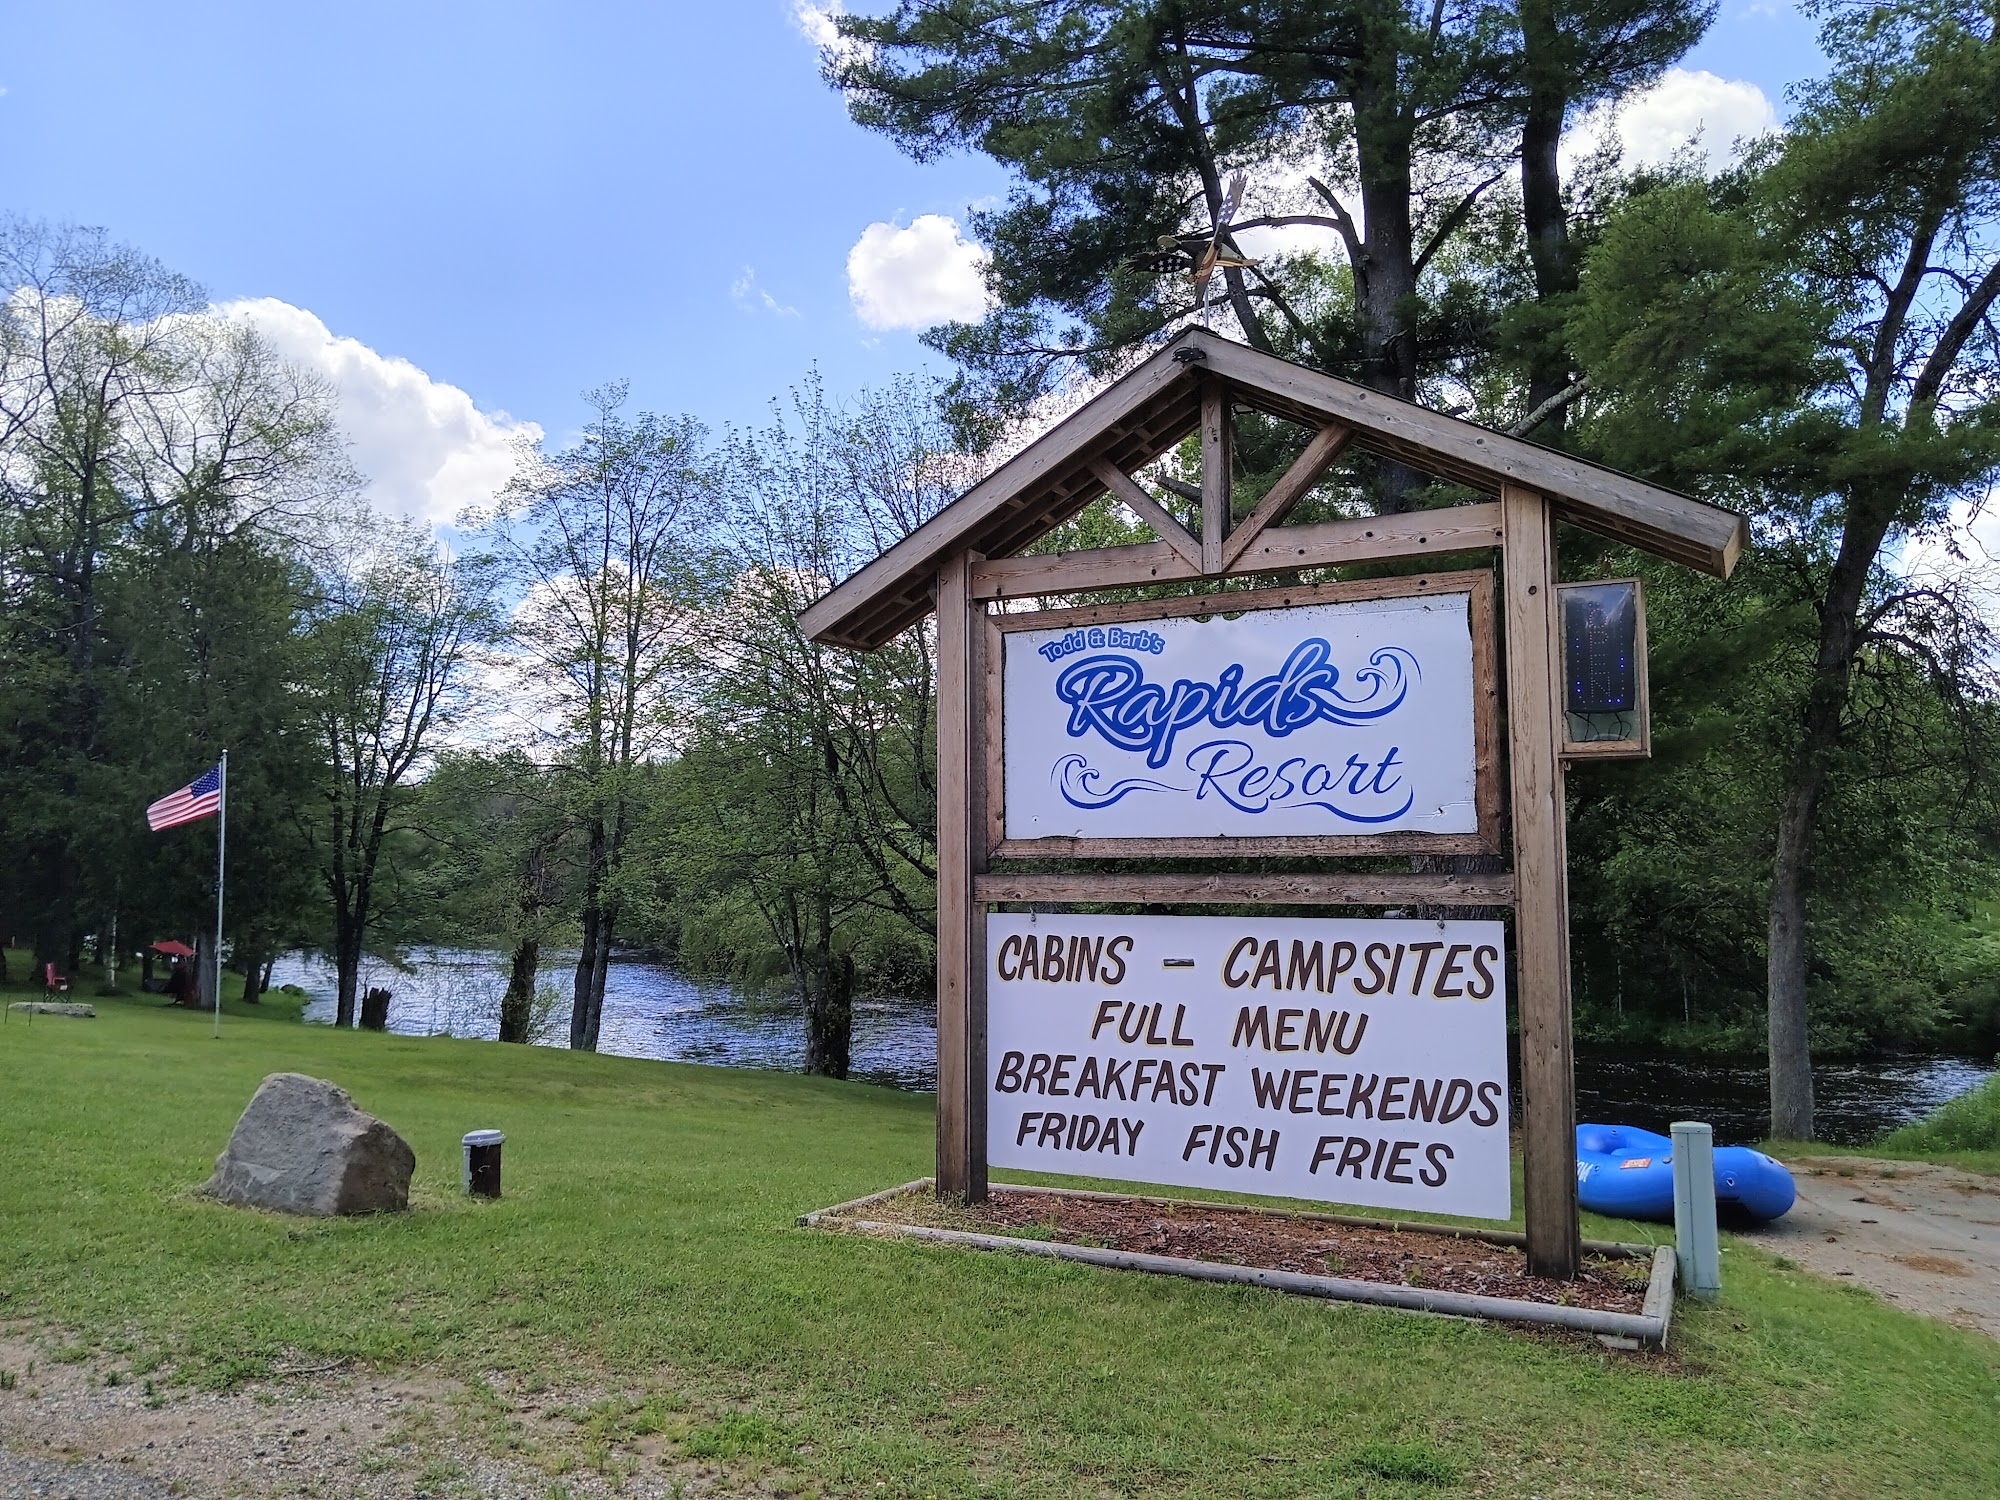 Todd & Barb's
Rapids
Resort
CABINS - CAMPSITES
FULL MENU
BREAKFAST WEEKENDS
FRIDAY FISH FRIES